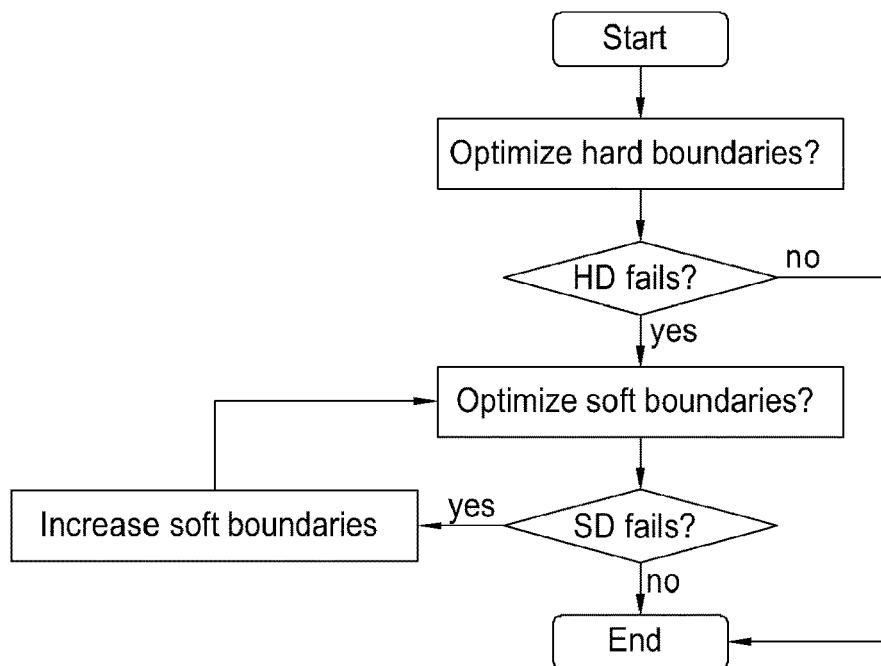 Start
Optimize hard boundaries?
HD fails?
no
yes
Optimize soft boundaries?
Increase soft boundaries
yes
SD fails?
no
End